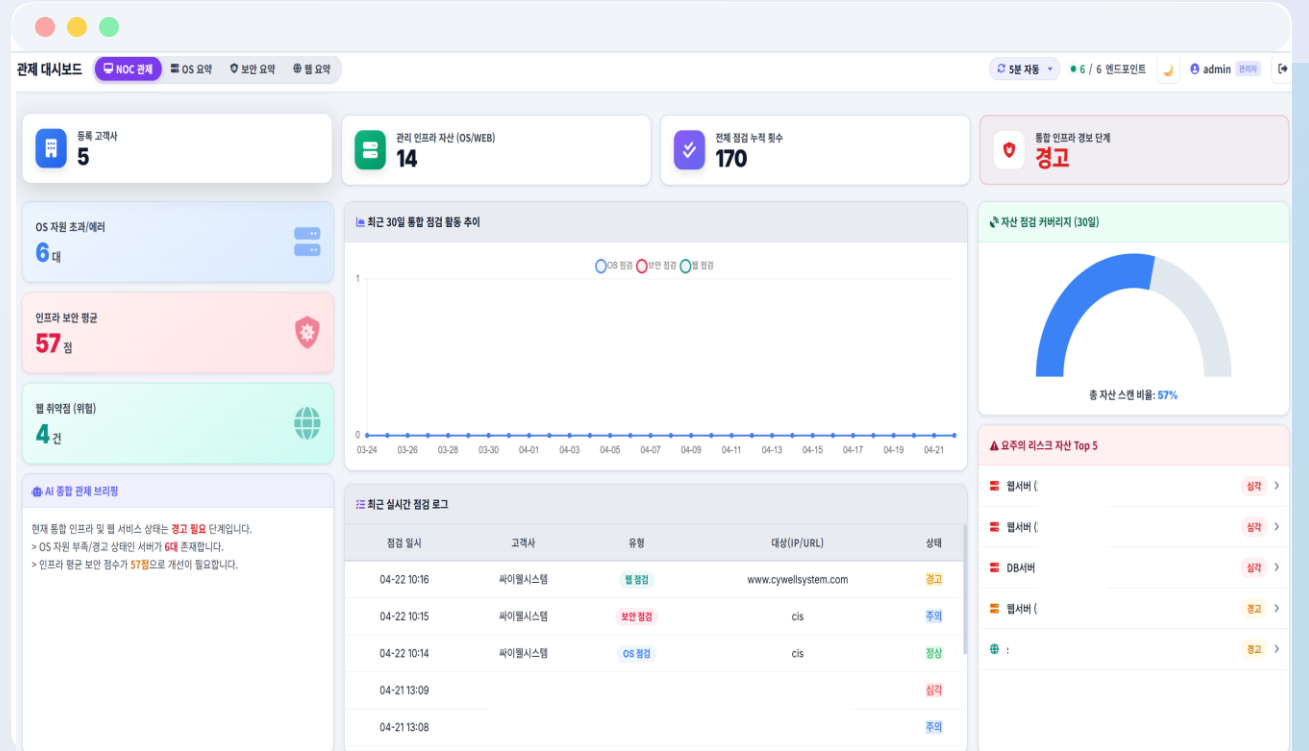 관제 대시보드 NOC 관제 OS 요약 보안 요약 웹 요약 5분 자동 6 / 6 엔드포인트 admin 관리자
등록 고객사
5
관리 인프라 자산 (OS/WEB)
14
전체 점검 누적 횟수
170
통합 인프라 경보 단계
경고
OS 자원 초과/에러
6 대
인프라 보안 평균
57 점
웹 취약점 (위험)
4 건
AI 종합 관제 브리핑
현재 통합 인프라 및 웹 서비스 상태는 경고 필요 단계입니다.
> OS 자원 부족/경고 상태인 서버가 6대 존재합니다.
> 인프라 평균 보안 점수가 57점으로 개선이 필요합니다.
최근 30일 통합 점검 활동 추이
OS 점검 보안 점검 웹 점검
1
0
03-24 03-26 03-28 03-30 04-01 04-03 04-05 04-07 04-09 04-11 04-13 04-15 04-17 04-19 04-21
최근 실시간 점검 로그
점검 일시 고객사 유형 대상(IP/URL) 상태
04-22 10:16 싸이웰시스템 웹 점검 www.cywellsystem.com 경고
04-22 10:15 싸이웰시스템 보안 점검 cis 주의
04-22 10:14 싸이웰시스템 OS 점검 cis 정상
04-21 13:09 심각
04-21 13:08 주의
자산 점검 커버리지 (30일)
총 자산 스캔 비율: 57%
요주의 리스크 자산 Top 5
웹서버 ( 심각
웹서버 ( 심각
DB서버 심각
웹서버 ( 경고
: 경고